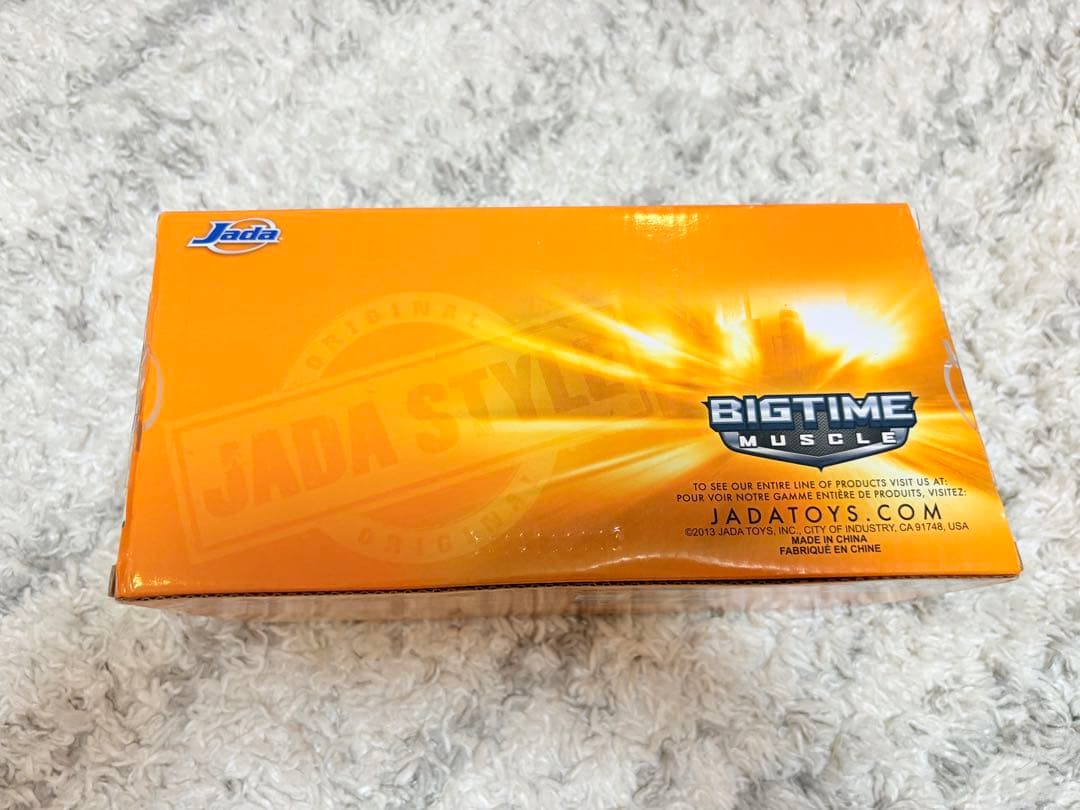 Jada
ORIGINAL
JADA STYLE
ORIGINAL
BIGTIME
MUSCLE
TO SEE OUR ENTIRE LINE OF PRODUCTS VISIT US AT:
POUR VOIR NOTRE GAMME ENTIÈRE DE PRODUITS, VISITEZ:
JADATOYS.COM
©2013 JADA TOYS, INC., CITY OF INDUSTRY, CA 91748, USA
MADE IN CHINA
FABRIQUÉ EN CHINE